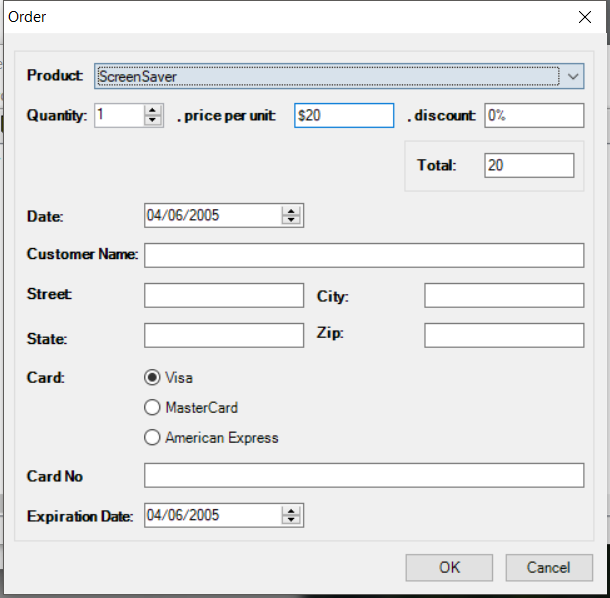 Order
Product: ScreenSaver
Quantity: 1 , price per unit: $20 , discount: 0%
Total: 20
Date: 04/06/2005
Customer Name:
Street: City:
State: Zip:
Card: Visa
MasterCard
American Express
Card No
Expiration Date: 04/06/2005
OK Cancel